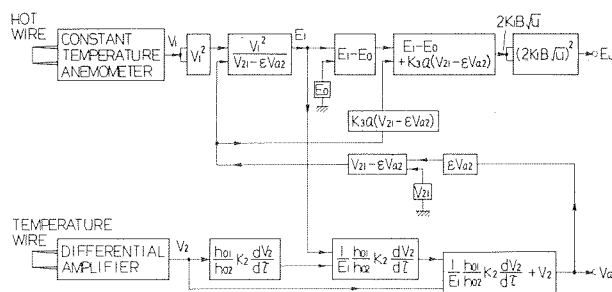 HOT WIRE
CONSTANT
TEMPERATURE
ANEMOMETER
V₁
V₁²
V₁² / (V₂₁−εVa₂)
E₁
E₁−E₀
E₀
E₁−E₀
+K₃a(V₂₁−εVa₂)
2K₁B√u
(2K₁B√u)²
K₃a(V₂₁−εVa₂)
V₂₁−εVa₂
εVa₂
V₂₁
TEMPERATURE
WIRE
DIFFERENTIAL
AMPLIFIER
V₂
h₀₁/h₀₂ K₂ dV₂/dτ
1/E₁ h₀₁/h₀₂ K₂ dV₂/dτ
1/E₁ h₀₁/h₀₂ K₂ dV₂/dτ + V₂